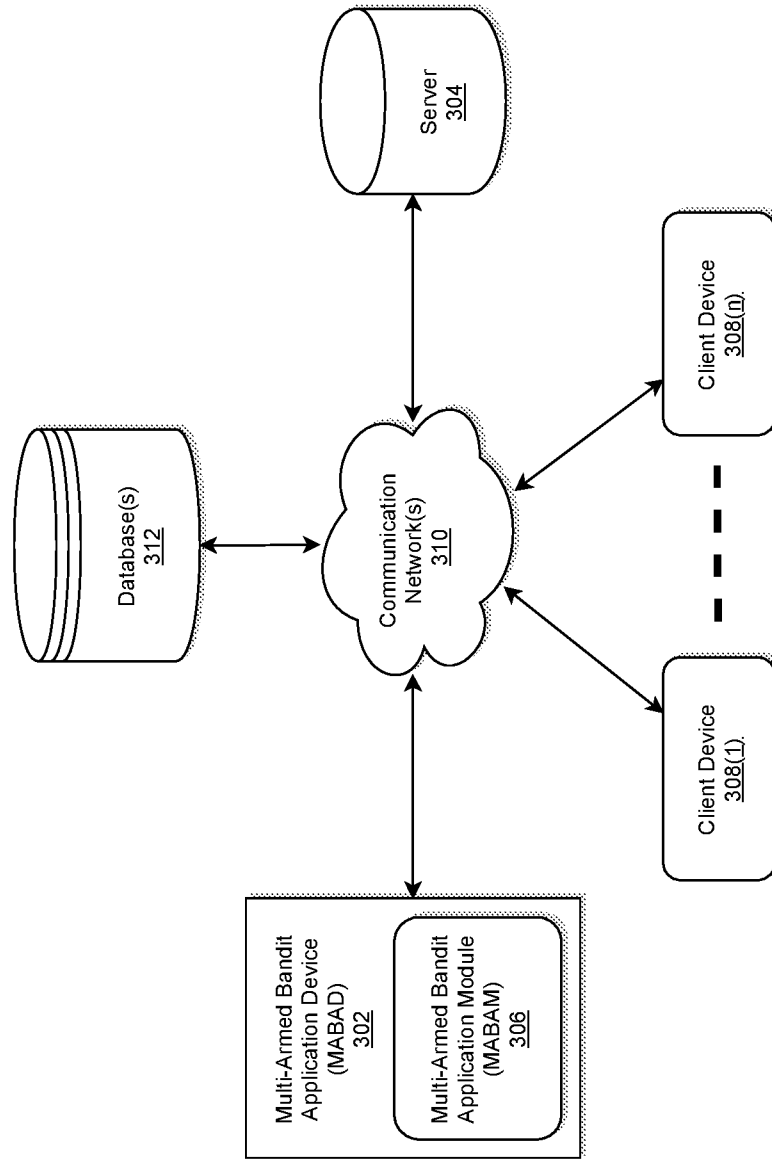 Database(s)
312
Multi-Armed Bandit
Application Device
(MABAD)
302
Multi-Armed Bandit
Application Module
(MABAM)
306
Communication
Network(s)
310
Server
304
Client Device
308(1).
Client Device
308(n).